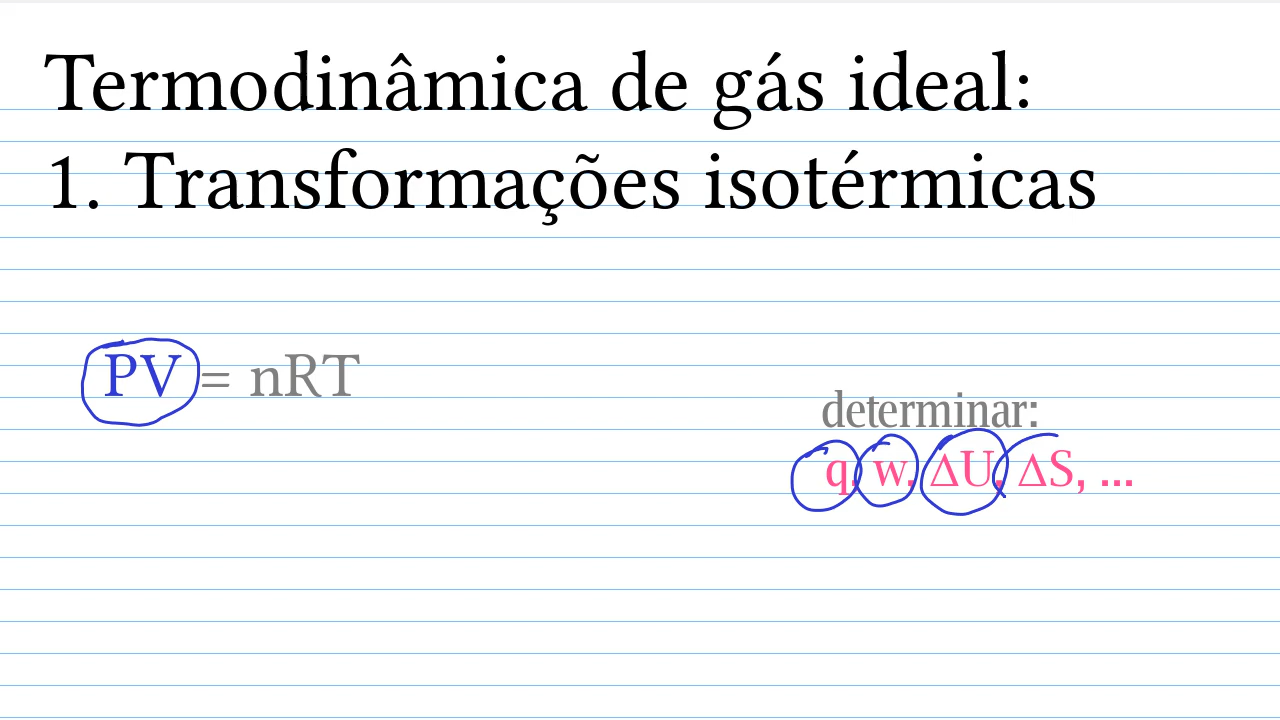 Termodinâmica de gás ideal:
1. Transformações isotérmicas
PV = nRT
determinar:
q, w, ΔU, ΔS, ...